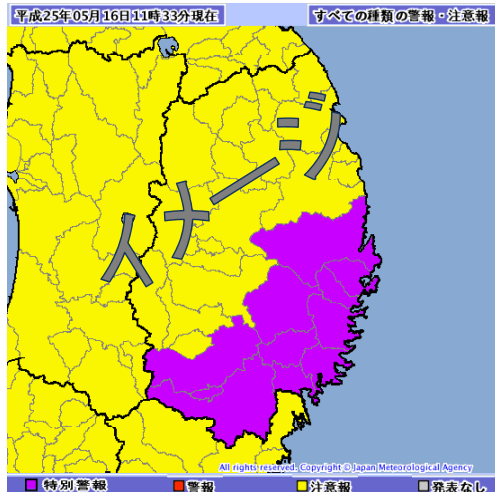 平成25年05月16日11時33分現在
すべての種類の警報・注意報
イメージ
All rights reserved. Copyright © Japan Meteorological Agency
特別警報
警報
注意報
発表なし